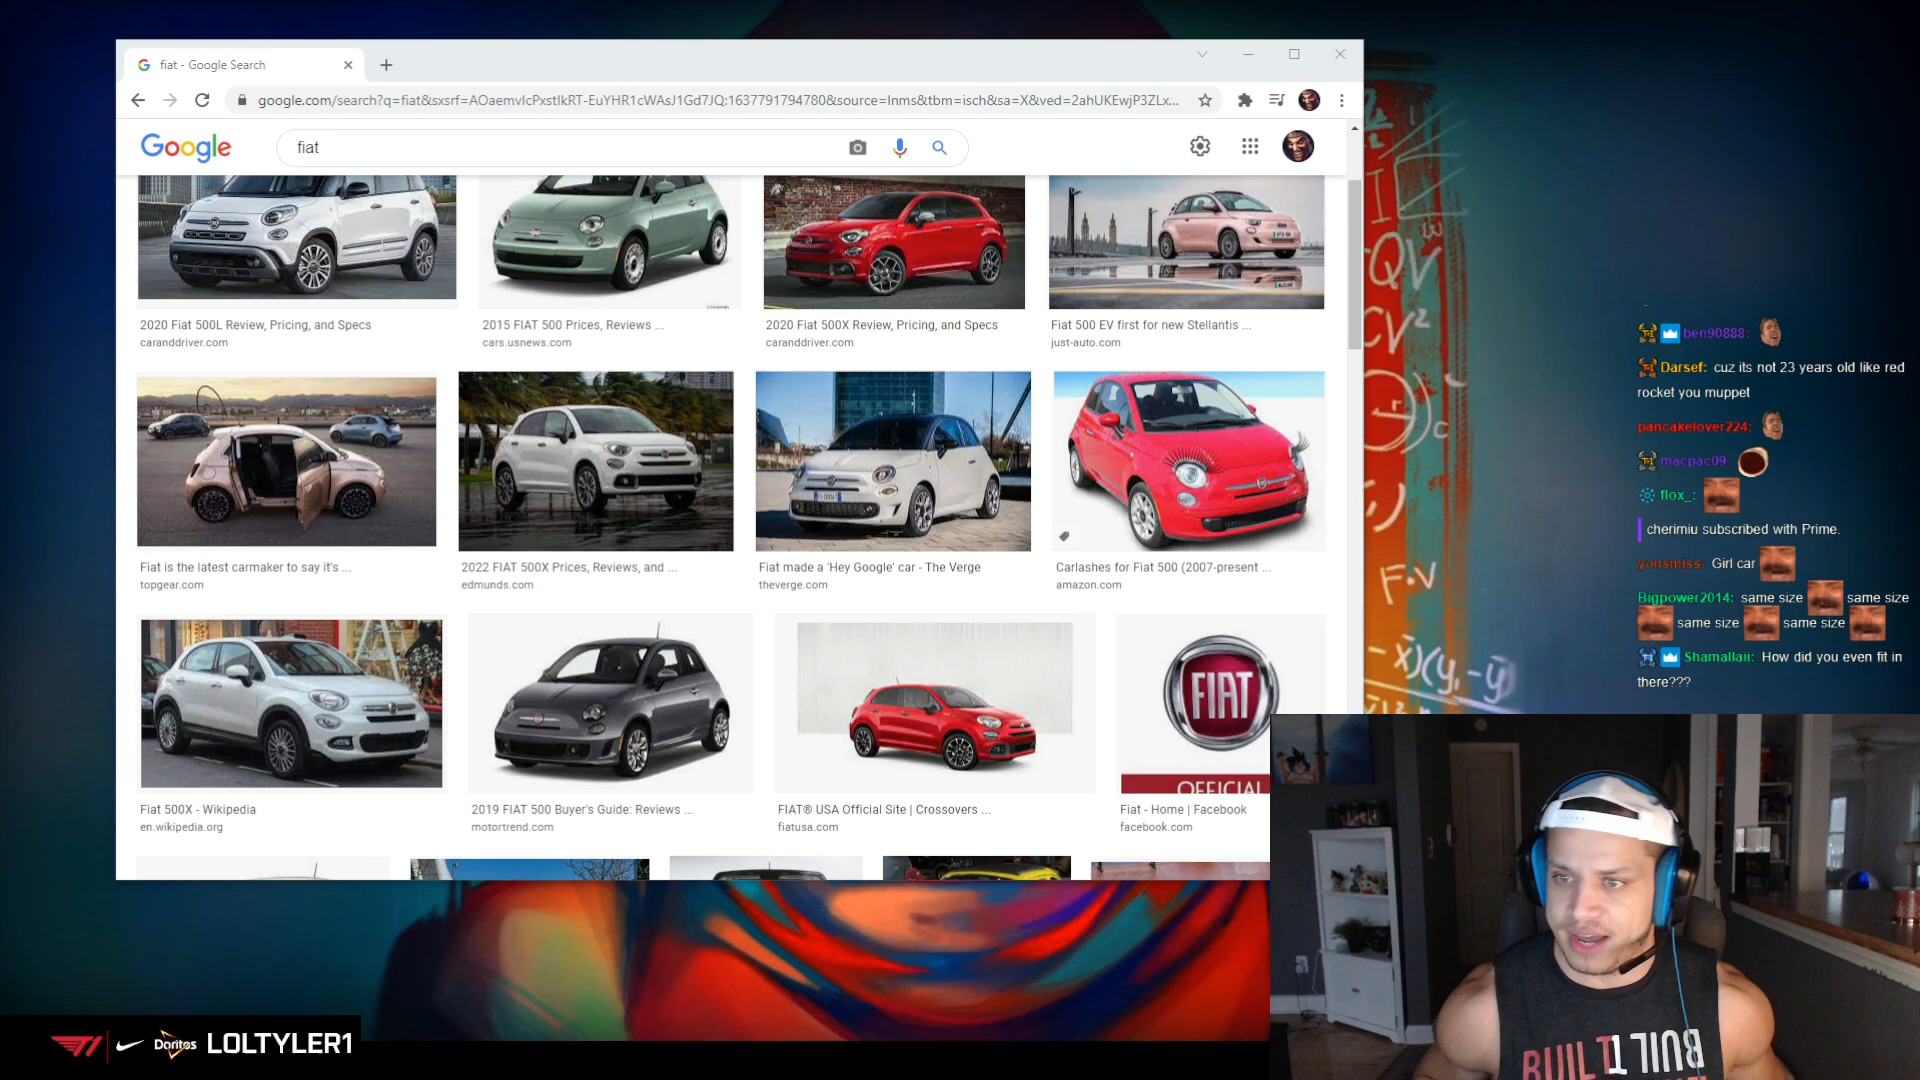 fiat - Google Search
google.com/search?q=fiat&sxsrf=AOaemvIcPxstIkRT-EuYHR1cWAsJ1Gd7JQ:1637791794780&source=lnms&tbm=isch&sa=X&ved=2ahUKEwjP3ZLx...
Google
fiat
2020 Fiat 500L Review, Pricing, and Specs
caranddriver.com
2015 FIAT 500 Prices, Reviews ...
cars.usnews.com
2020 Fiat 500X Review, Pricing, and Specs
caranddriver.com
Fiat 500 EV first for new Stellantis ...
just-auto.com
Fiat is the latest carmaker to say it's ...
topgear.com
2022 FIAT 500X Prices, Reviews, and ...
edmunds.com
Fiat made a 'Hey Google' car - The Verge
theverge.com
Carlashes for Fiat 500 (2007-present ...
amazon.com
Fiat 500X - Wikipedia
en.wikipedia.org
2019 FIAT 500 Buyer's Guide: Reviews ...
motortrend.com
FIAT® USA Official Site | Crossovers ...
fiatusa.com
FIAT
OFFICIAL
Fiat - Home | Facebook
facebook.com
ben90888:
Darsef: cuz its not 23 years old like red
rocket you muppet
pancakelover224:
macpac09
flox_:
cherimiu subscribed with Prime.
yonsmiss: Girl car
Bigpower2014: same size same size
same size same size
Shamallaii: How did you even fit in
there???
QV
CV²
F·V
T1
Doritos
LOLTYLER1
BUILT
BUILT